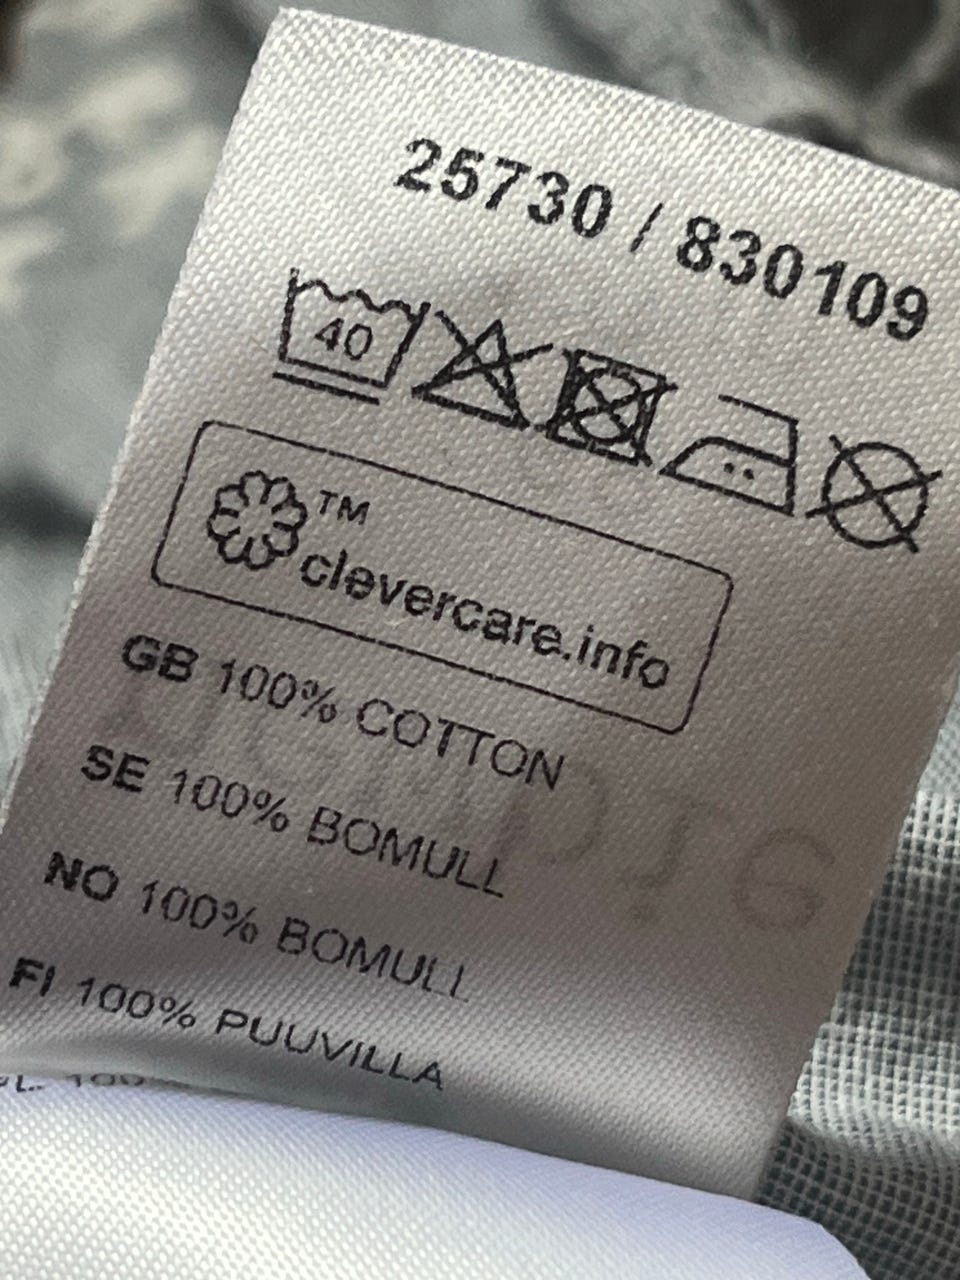 25730 / 830109
40
TM
clevercare.info
GB 100% COTTON
SE 100% BOMULL
NO 100% BOMULL
FI 100% PUUVILLA